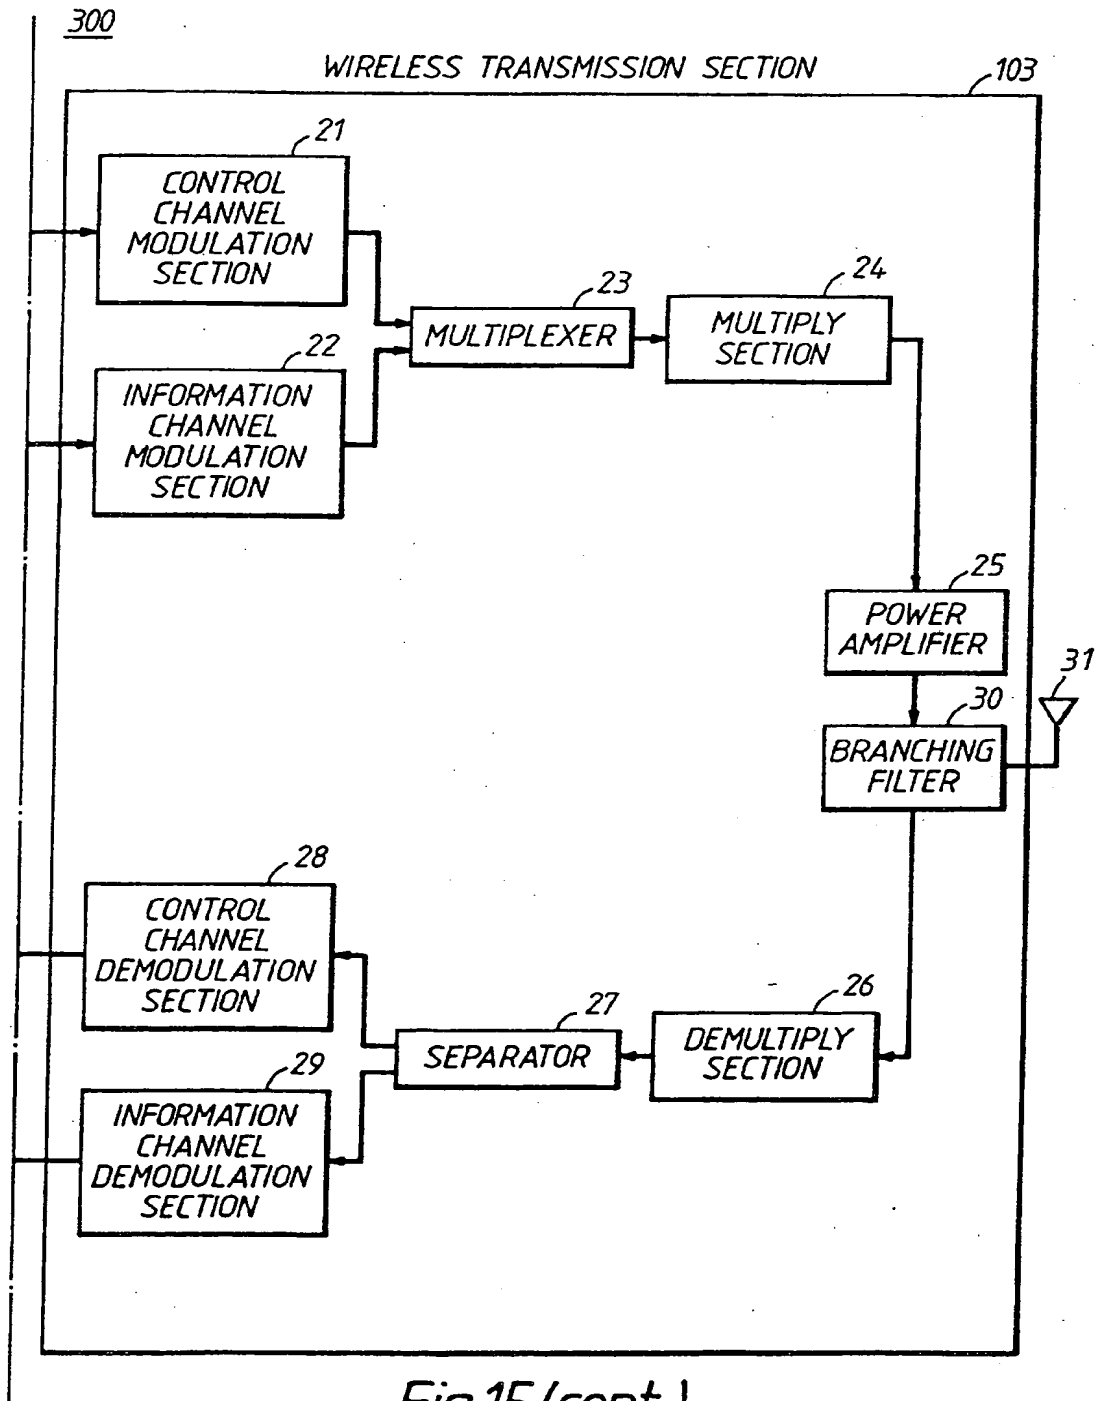 300
WIRELESS TRANSMISSION SECTION
103
21
CONTROL
CHANNEL
MODULATION
SECTION
22
INFORMATION
CHANNEL
MODULATION
SECTION
23
MULTIPLEXER
24
MULTIPLY
SECTION
25
POWER
AMPLIFIER
30
BRANCHING
FILTER
31
28
CONTROL
CHANNEL
DEMODULATION
SECTION
27
SEPARATOR
26
DEMULTIPLY
SECTION
29
INFORMATION
CHANNEL
DEMODULATION
SECTION
(cont.)